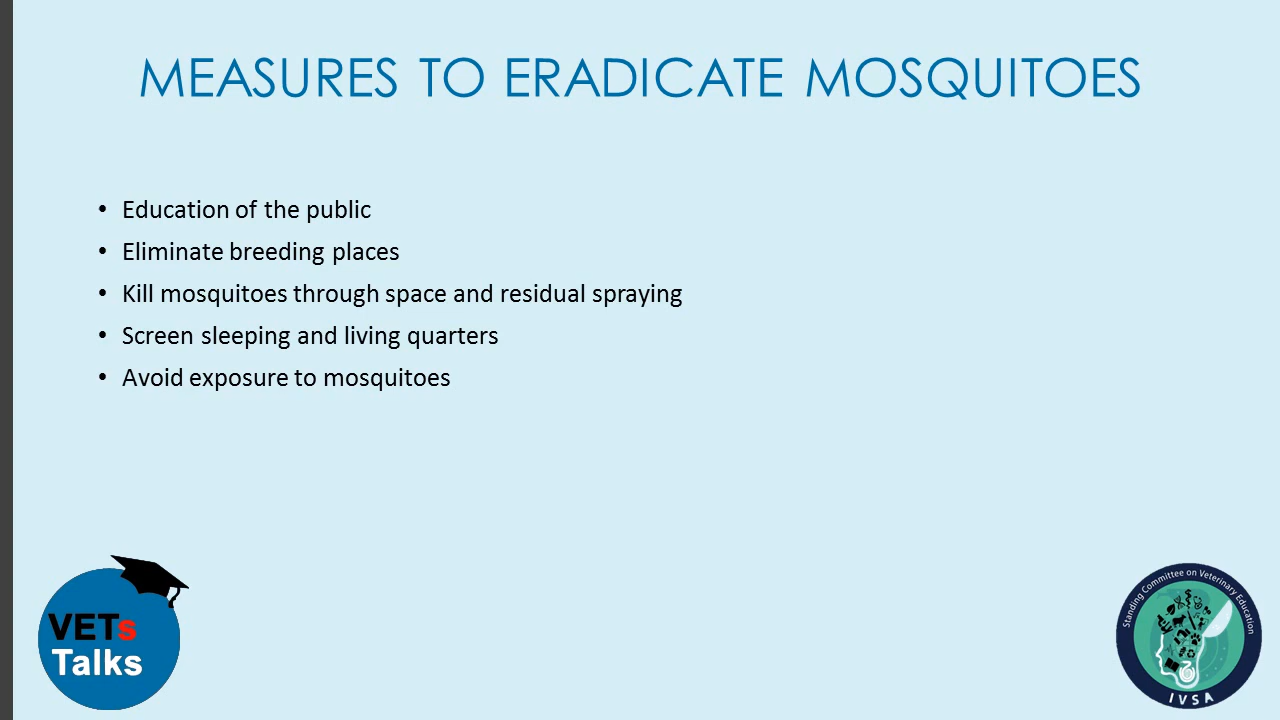 MEASURES TO ERADICATE MOSQUITOES
• Education of the public
• Eliminate breeding places
• Kill mosquitoes through space and residual spraying
• Screen sleeping and living quarters
• Avoid exposure to mosquitoes
VETs
Talks
Standing Committee on Veterinary Education
IVSA